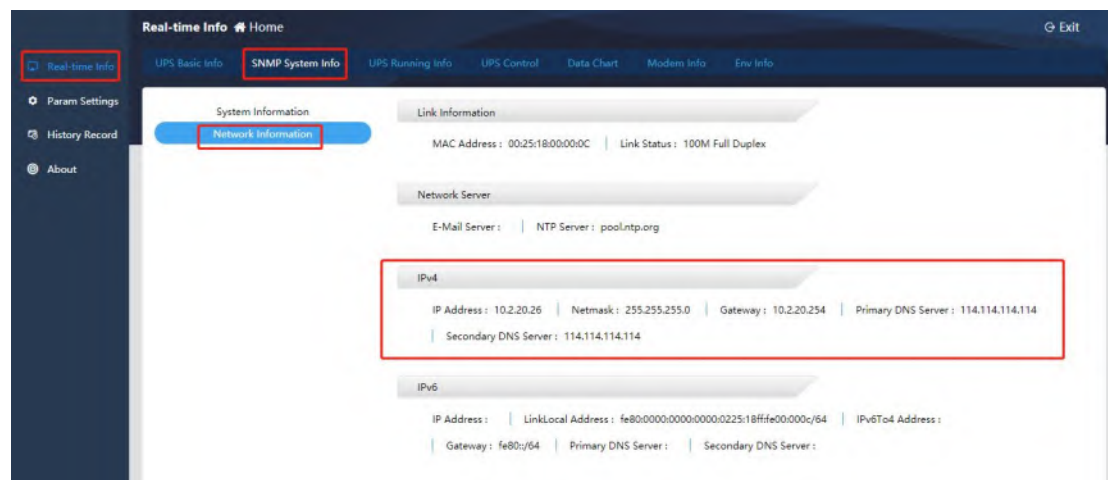 Real-time Info Home Exit
Real-time Info
UPS Basic Info SNMP System Info UPS Running Info UPS Control Data Chart Modem Info Env Info
Param Settings
History Record
About
System Information
Network Information
Link Information
MAC Address : 00:25:18:00:00:0C Link Status : 100M Full Duplex
Network Server
E-Mail Server : NTP Server : pool.ntp.org
IPv4
IP Address : 10.2.20.26 Netmask : 255.255.255.0 Gateway : 10.2.20.254 Primary DNS Server : 114.114.114.114
Secondary DNS Server : 114.114.114.114
IPv6
IP Address : LinkLocal Address : fe80:0000:0000:0000:0225:18ff:fe00:000c/64 IPv6To4 Address :
Gateway : fe80::/64 Primary DNS Server : Secondary DNS Server :